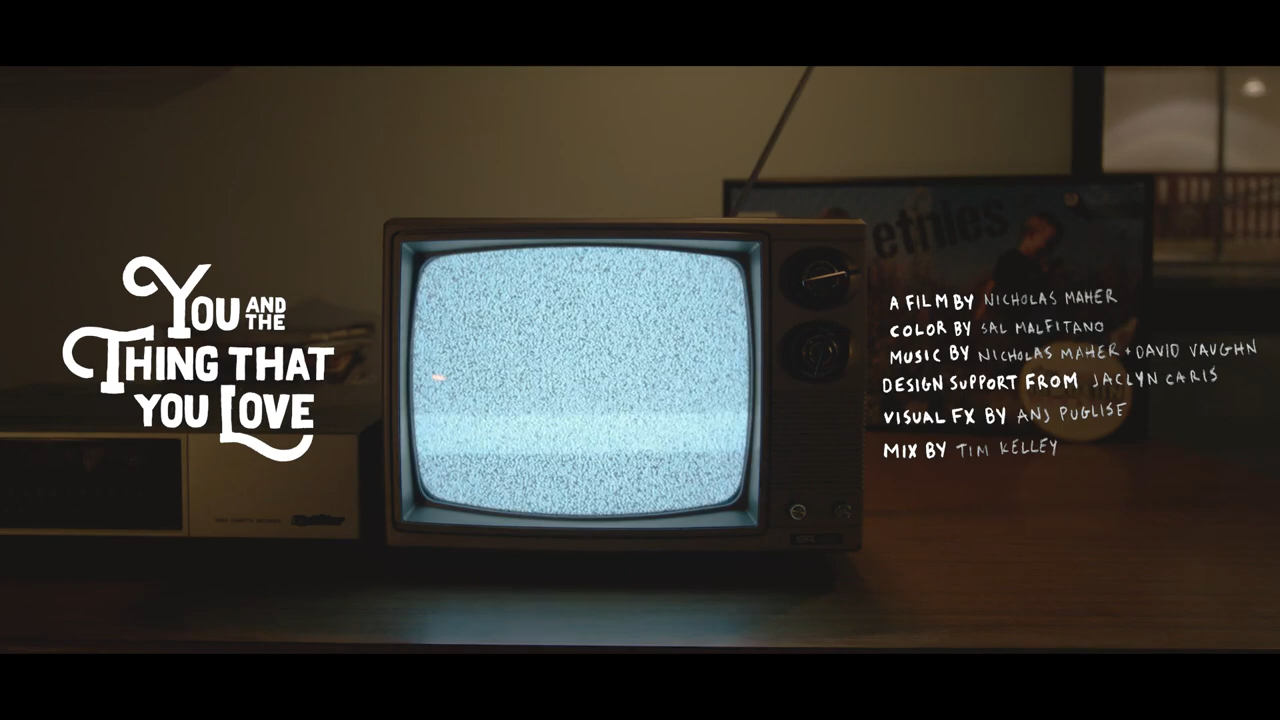 YOU AND THE
THING THAT
YOU LOVE
etnies
A FILM BY NICHOLAS MAHER
COLOR BY SAL MALFITANO
MUSIC BY NICHOLAS MAHER + DAVID VAUGHN
DESIGN SUPPORT FROM JACLYN CARIS
VISUAL FX BY ANJ PUGLISE
MIX BY TIM KELLEY